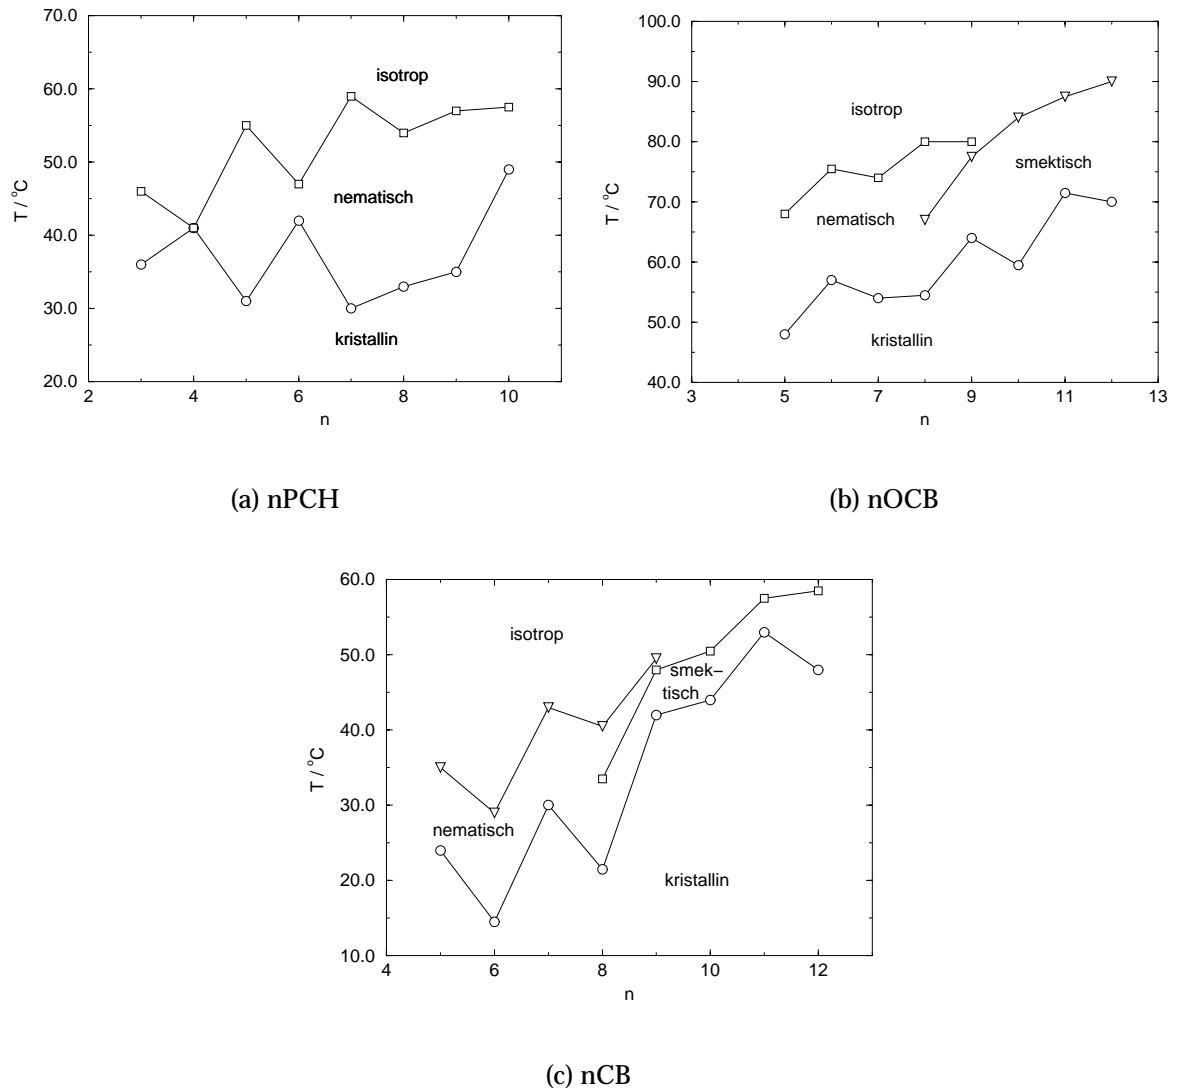 70.0
60.0
50.0
40.0
30.0
20.0
T / °C
isotrop
nematisch
kristallin
2 4 6 8 10
n
(a) nPCH
100.0
90.0
80.0
70.0
60.0
50.0
40.0
T / °C
isotrop
smektisch
nematisch
kristallin
3 5 7 9 11 13
n
(b) nOCB
60.0
50.0
40.0
30.0
20.0
10.0
T / °C
isotrop
smek–
tisch
nematisch
kristallin
4 6 8 10 12
n
(c) nCB